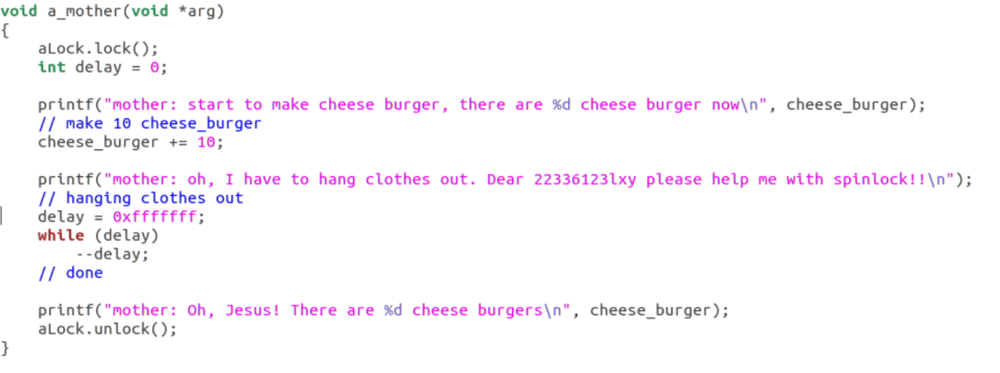 void a_mother(void *arg)
{
    aLock.lock();
    int delay = 0;

    printf("mother: start to make cheese burger, there are %d cheese burger now\n", cheese_burger);
    // make 10 cheese_burger
    cheese_burger += 10;

    printf("mother: oh, I have to hang clothes out. Dear 22336123lxy please help me with spinlock!!\n");
    // hanging clothes out
    delay = 0xfffffff;
    while (delay)
        --delay;
    // done

    printf("mother: Oh, Jesus! There are %d cheese burgers\n", cheese_burger);
    aLock.unlock();
}